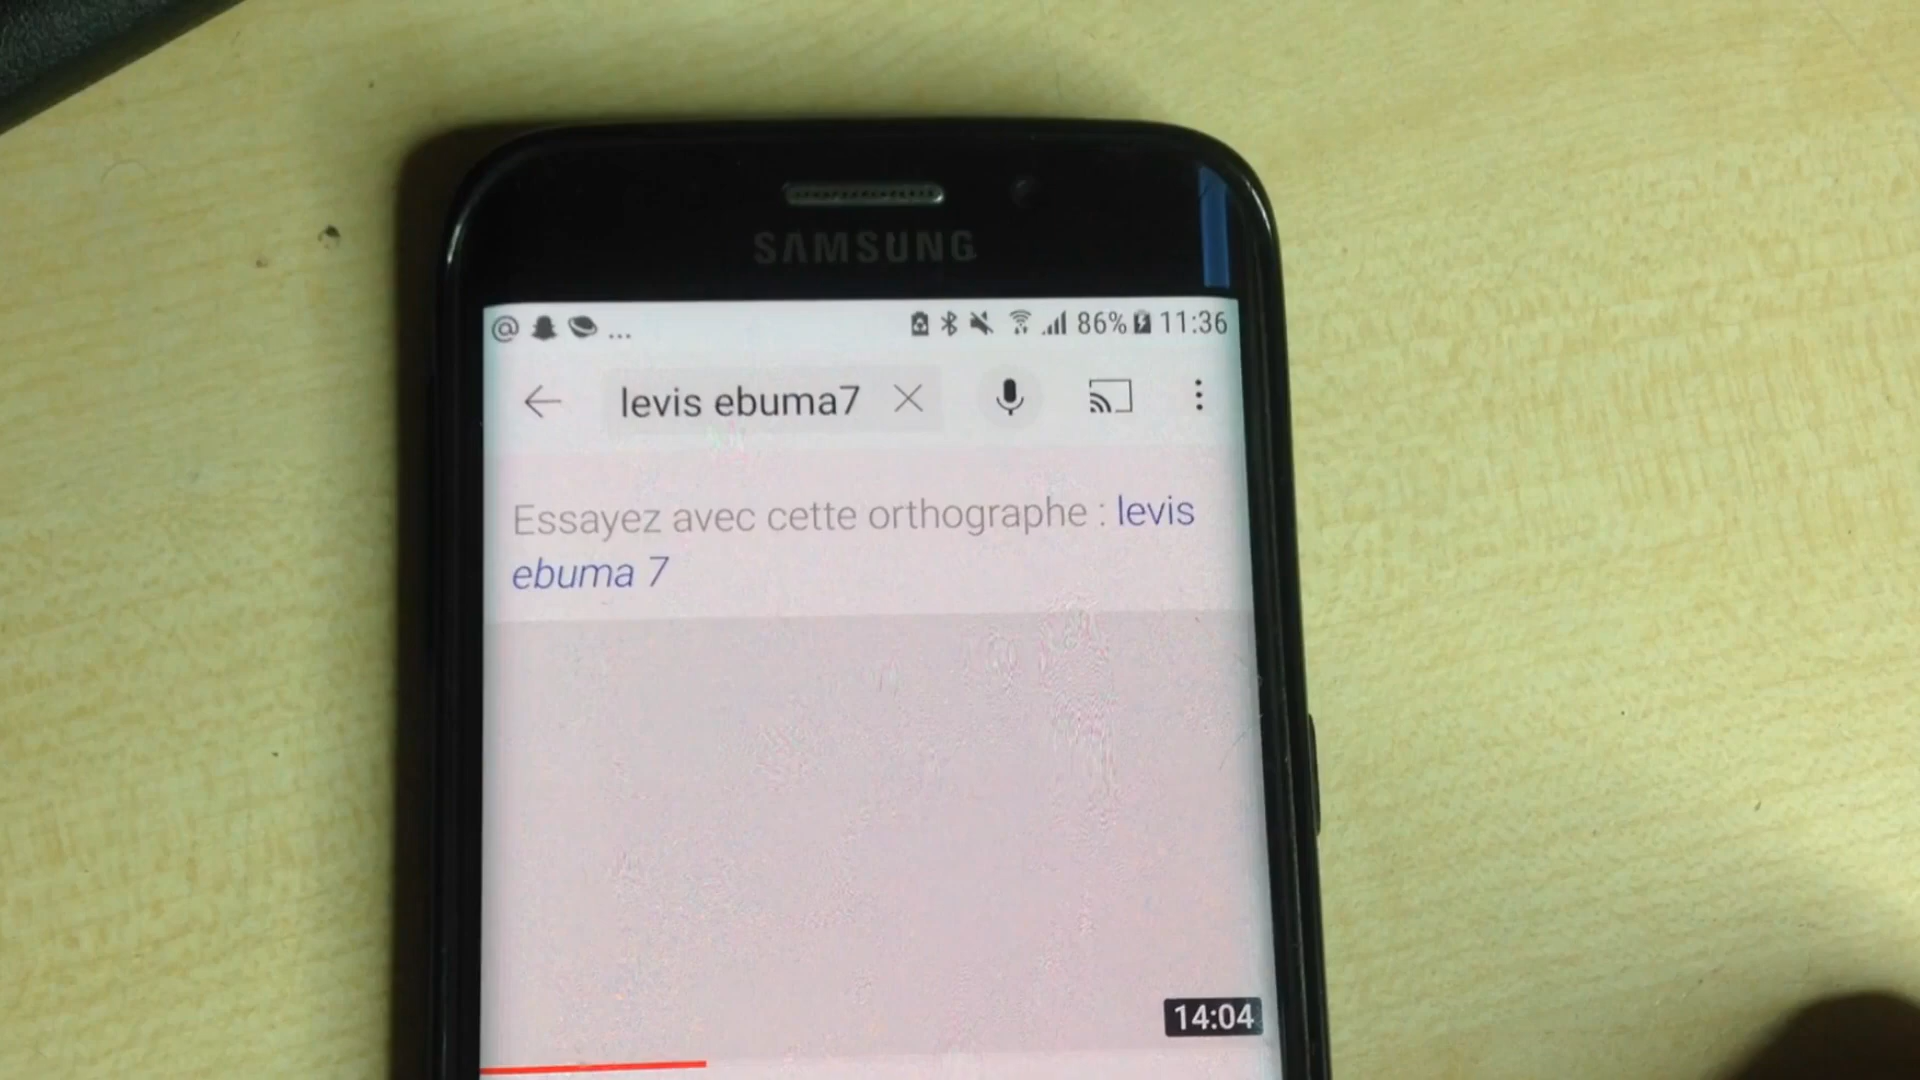 SAMSUNG
@ ... 86% 11:36
levis ebuma7
Essayez avec cette orthographe : levis
ebuma 7
14:04